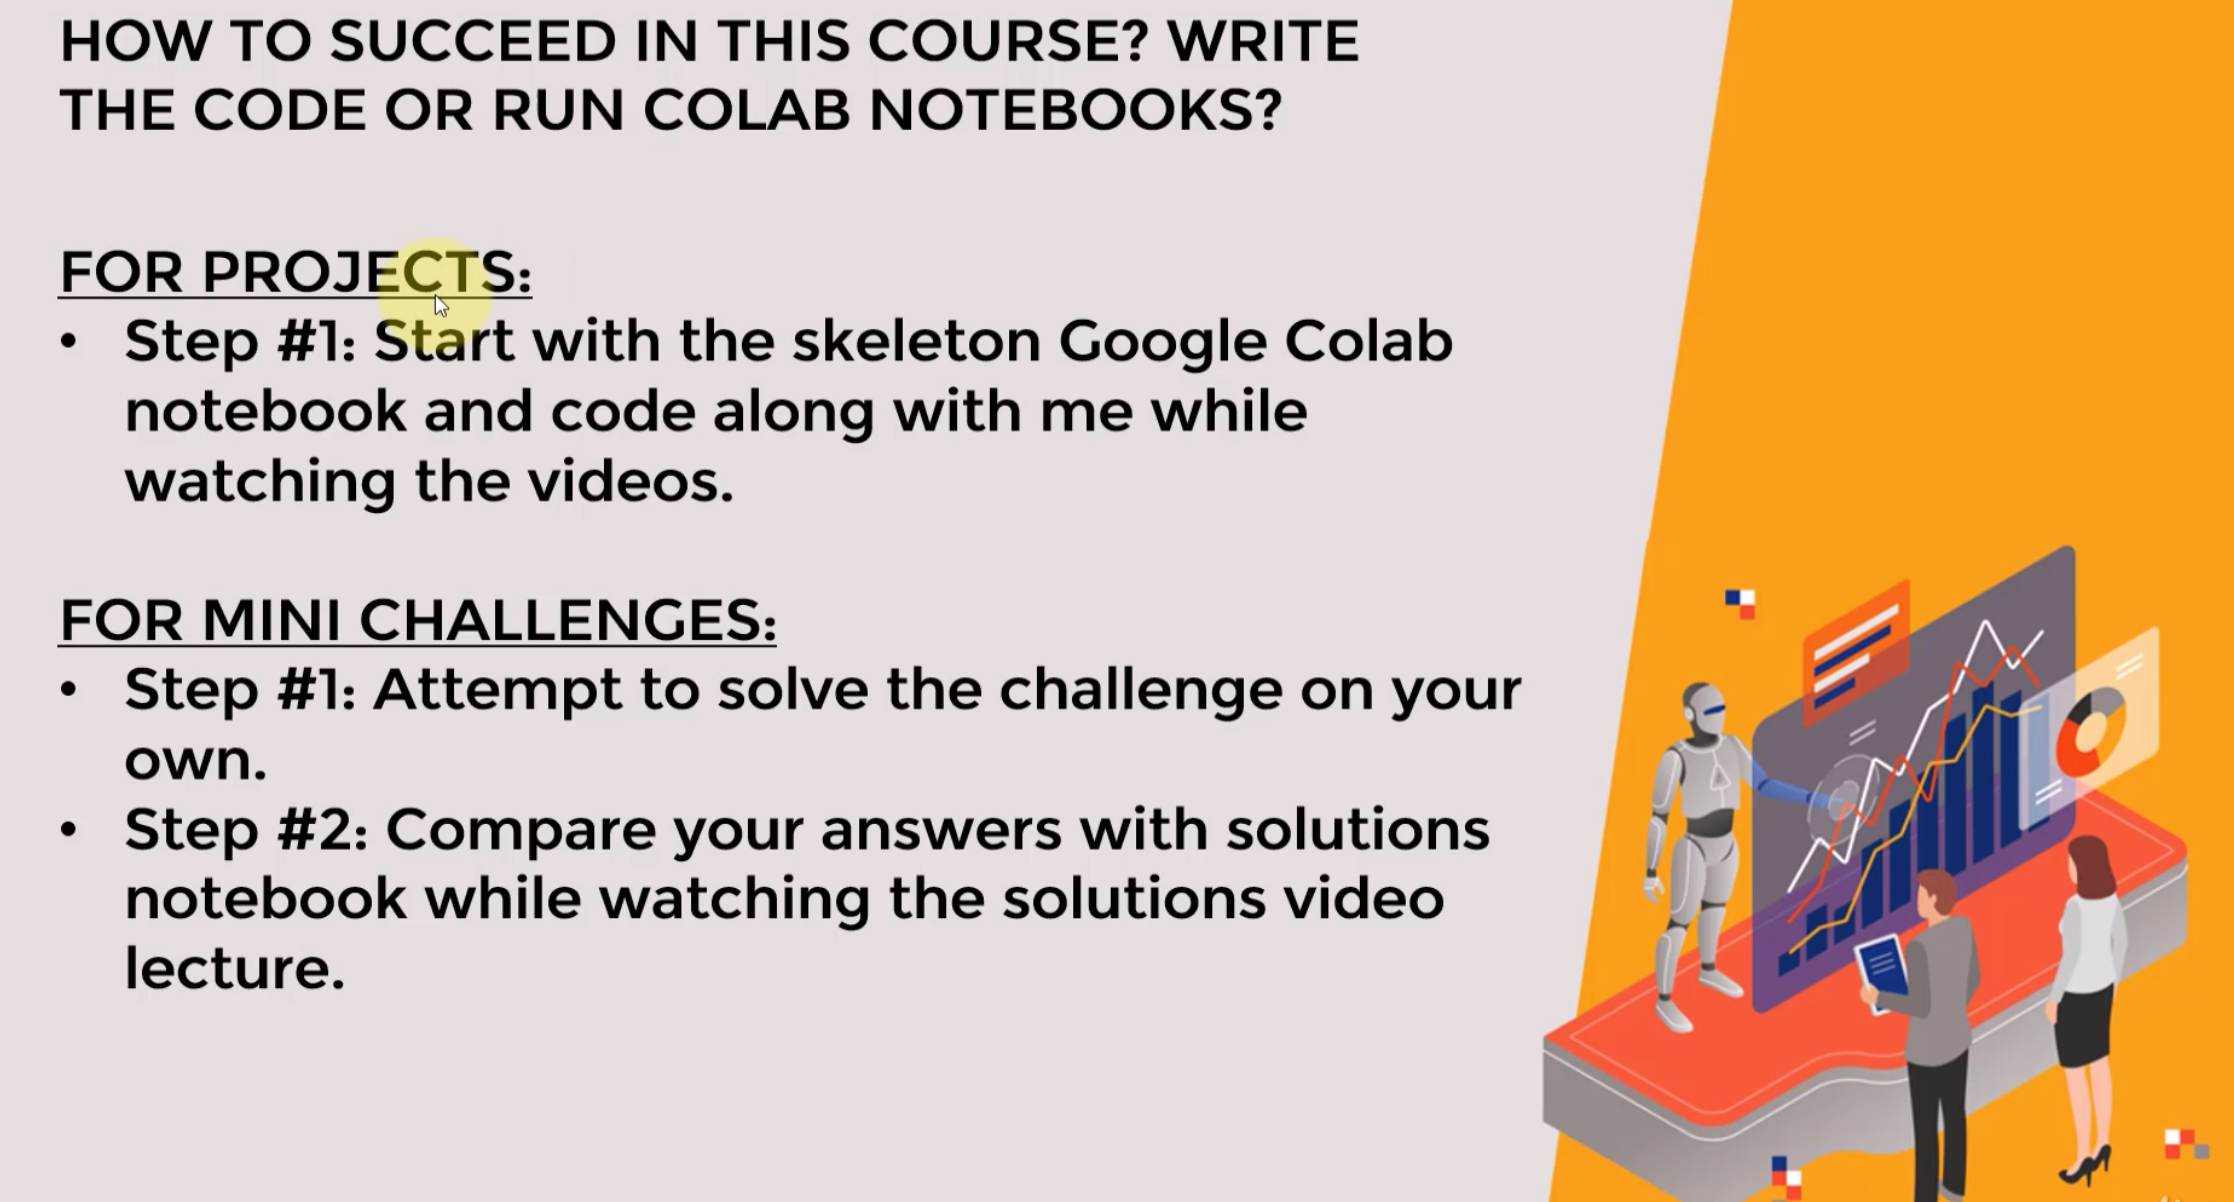 HOW TO SUCCEED IN THIS COURSE? WRITE
THE CODE OR RUN COLAB NOTEBOOKS?
FOR PROJECTS:
• Step #1: Start with the skeleton Google Colab
notebook and code along with me while
watching the videos.
FOR MINI CHALLENGES:
• Step #1: Attempt to solve the challenge on your
own.
• Step #2: Compare your answers with solutions
notebook while watching the solutions video
lecture.